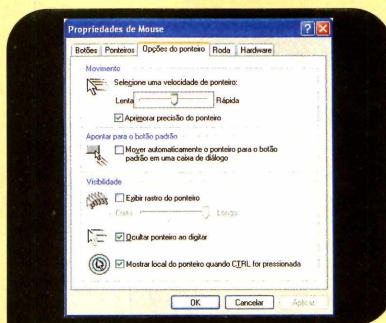 Propriedades de Mouse
Botões Ponteiros Opções do ponteiro Roda Hardware
Movimento
Selecione uma velocidade de ponteiro:
Lenta Rápida
Aprimorar precisão do ponteiro
Apontar para o botão padrão
Mover automaticamente o ponteiro para o botão
padrão em uma caixa de diálogo
Visibilidade
Exibir rastro do ponteiro
Curto Longo
Ocultar ponteiro ao digitar
Mostrar local do ponteiro quando CTRL for pressionada
OK Cancelar Aplicar